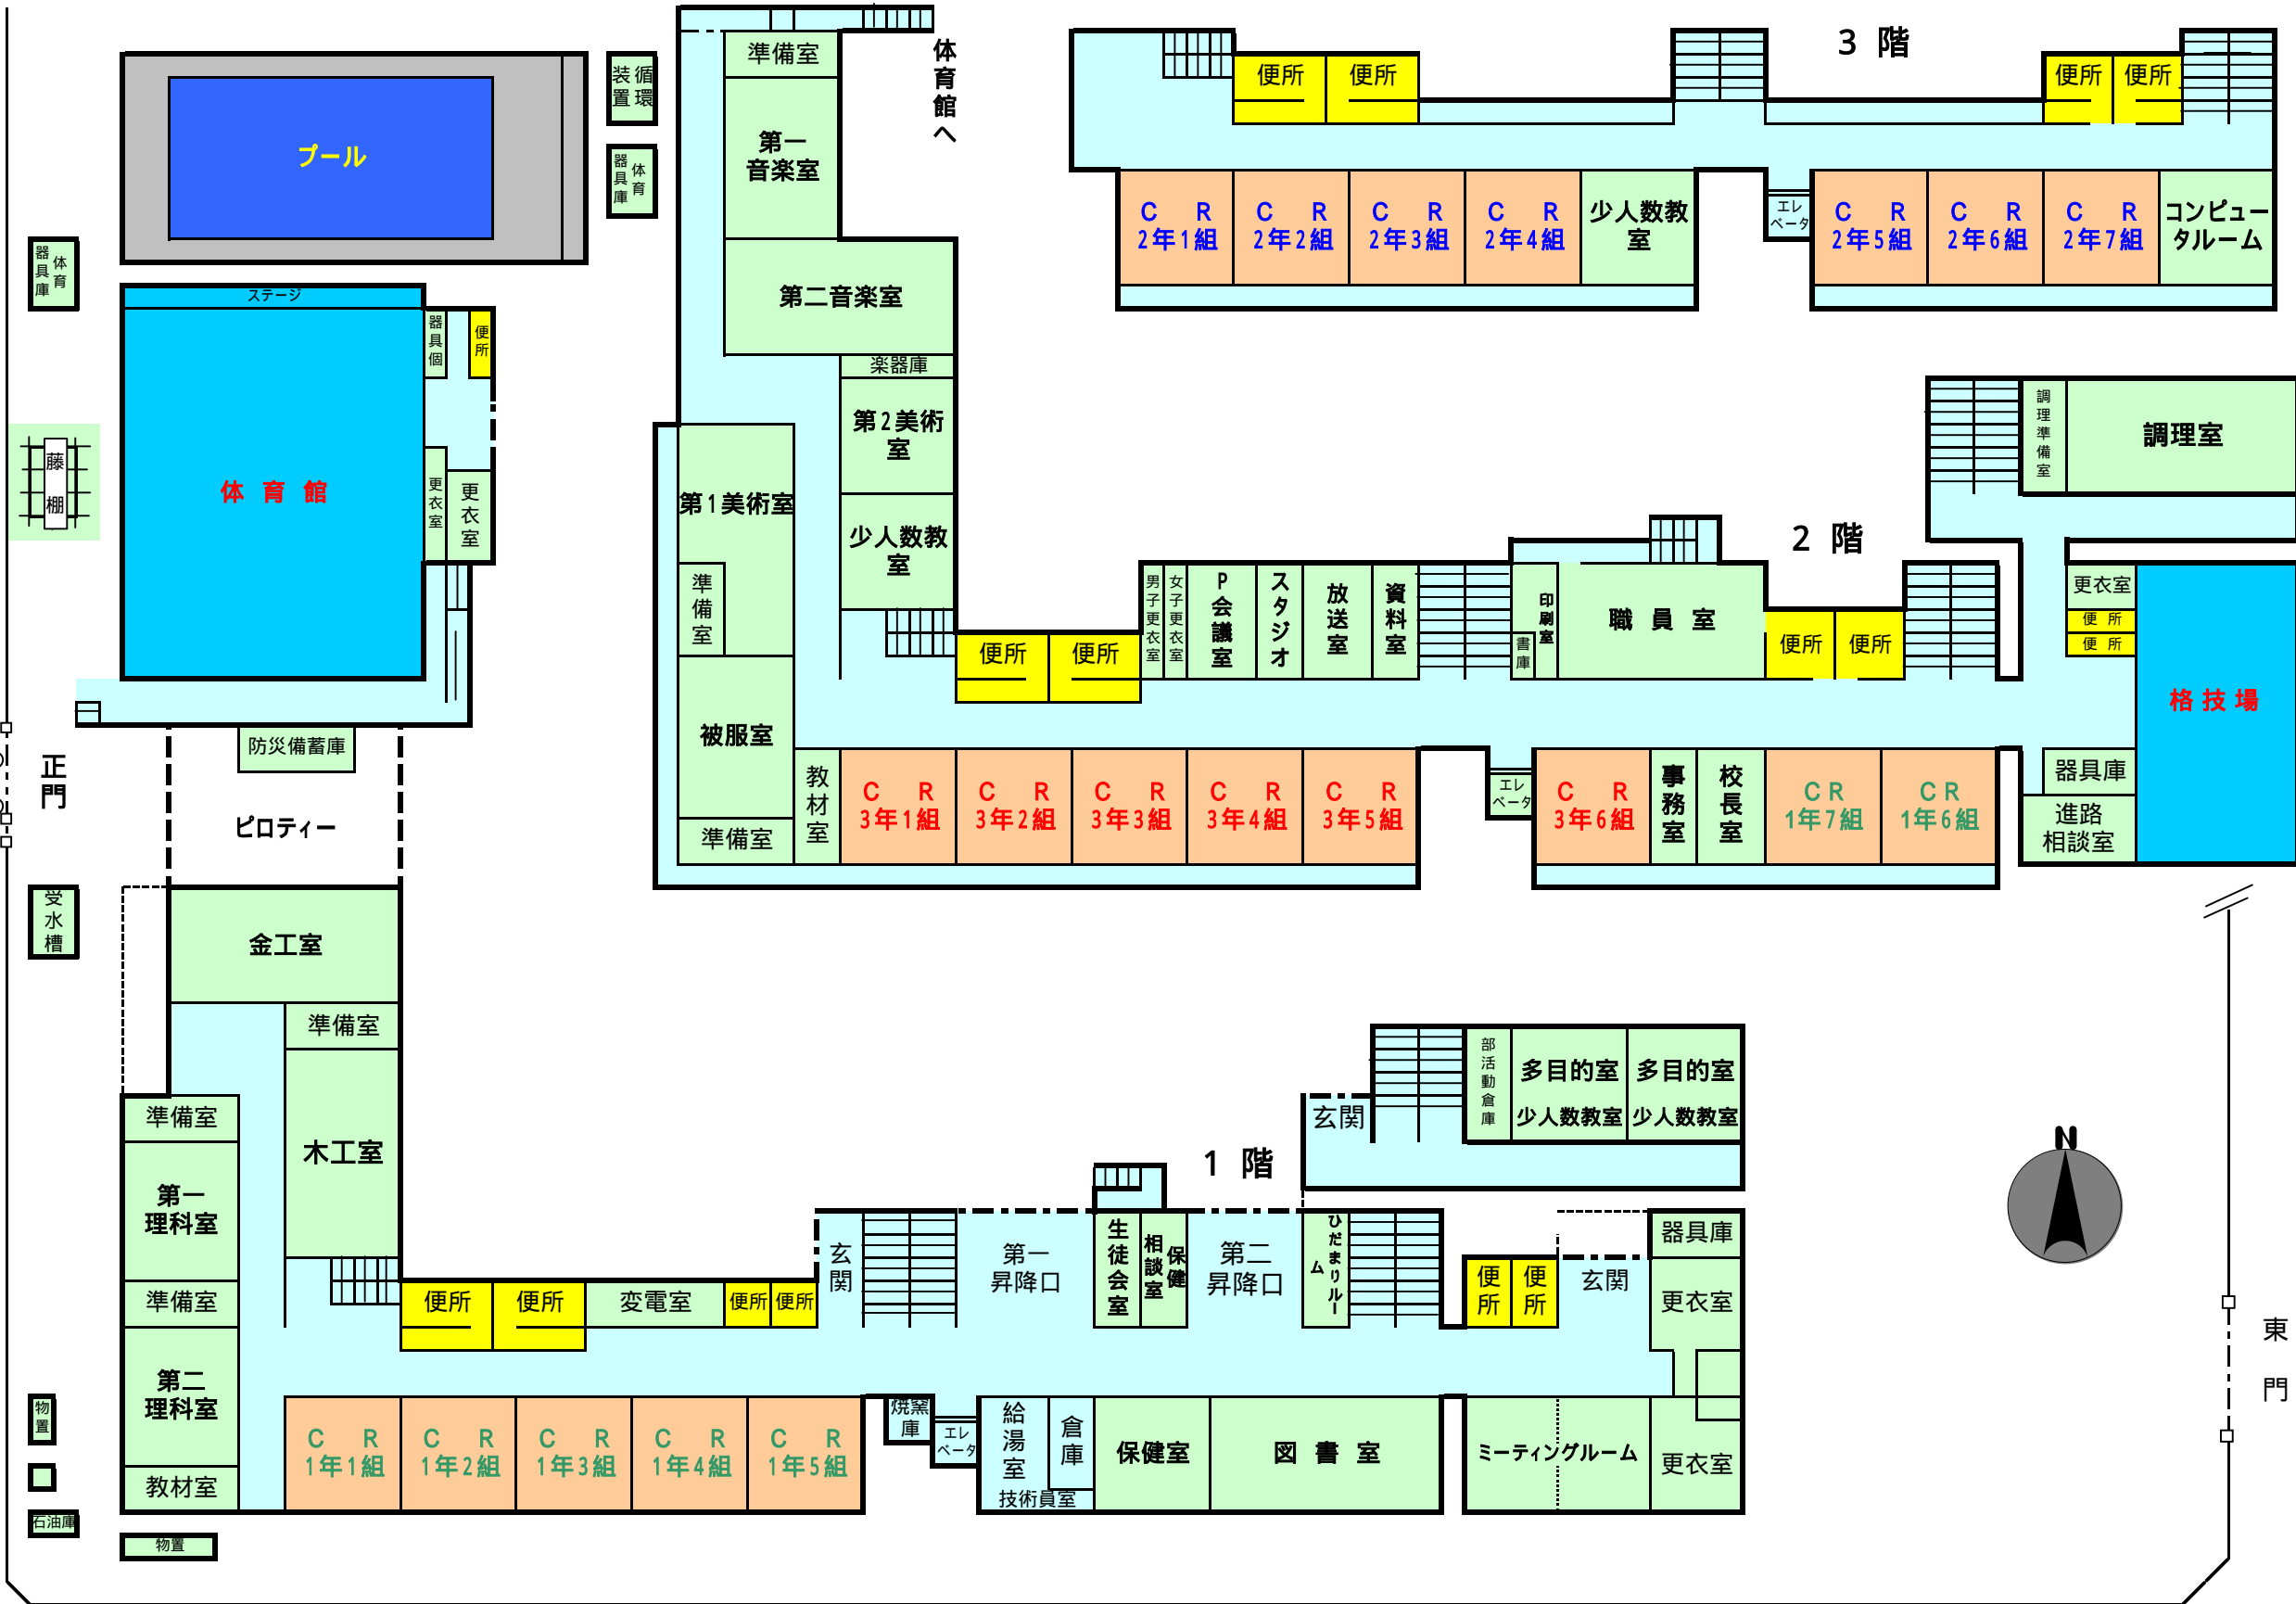 3 階
準備室
体育館へ
第一
音楽室
第二音楽室
楽器庫
第2美術
室
少人数教
室
第1美術室
準備室
被服室
準備室
教材室
循環
装置
体育
器具庫
プール
体育
器具庫
ステージ
器具個
便所
体 育 館
更衣室
更衣室
藤棚
便所
便所
便所
便所
C R
2年1組
C R
2年2組
C R
2年3組
C R
2年4組
少人数教
室
エレ
ベータ
C R
2年5組
C R
2年6組
C R
2年7組
コンピュー
タルーム
2 階
調理準備室
調理室
便所
便所
男子更衣室
女子更衣室
P会議室
スタジオ
放送室
資料室
印刷室
書庫
職 員 室
便所
便所
更衣室
便 所
便 所
格 技 場
器具庫
進路
相談室
C R
3年1組
C R
3年2組
C R
3年3組
C R
3年4組
C R
3年5組
エレ
ベータ
C R
3年6組
事務室
校長室
C R
1年7組
C R
1年6組
正門
防災備蓄庫
ピロティー
受水槽
金工室
準備室
木工室
準備室
第一
理科室
準備室
第二
理科室
教材室
1 階
玄関
部活動倉庫
多目的室
少人数教室
多目的室
少人数教室
便所
便所
変電室
便所
便所
玄関
第一
昇降口
生徒会室
保健
相談室
第二
昇降口
ひだまりルー
ム
便所
便所
玄関
器具庫
更衣室
C R
1年1組
C R
1年2組
C R
1年3組
C R
1年4組
C R
1年5組
焼窯
庫
エレ
ベータ
給湯室
倉庫
技術員室
保健室
図 書 室
ミーティングルーム
更衣室
物置
石油庫
物置
N
東門